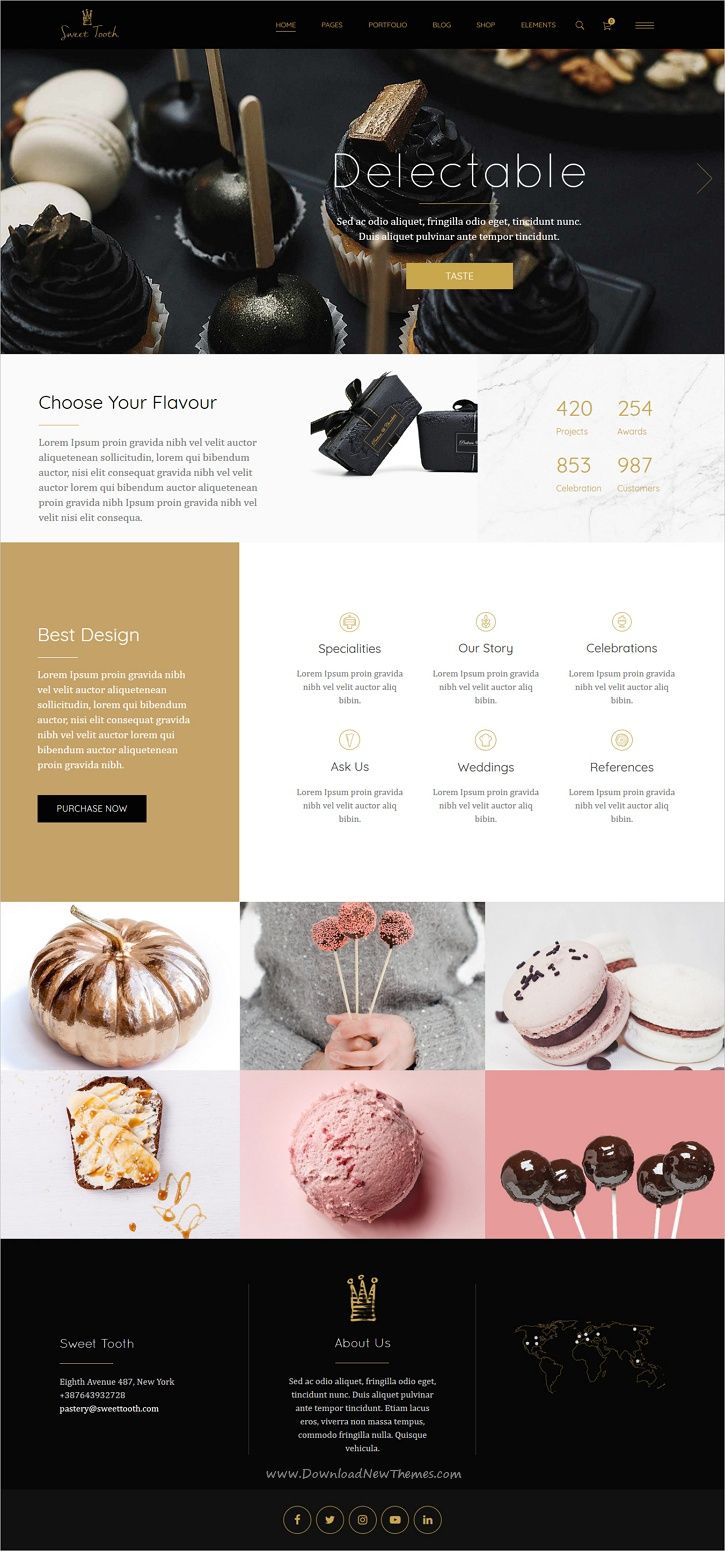 Sweet Tooth
HOME PAGES PORTFOLIO BLOG SHOP ELEMENTS
0
Delectable
Sed ac odio aliquet, fringilla odio eget, tincidunt nunc.
Duis aliquet pulvinar ante tempor tincidunt.
TASTE
Choose Your Flavour
Lorem Ipsum proin gravida nibh vel velit auctor
aliquetenean sollicitudin, lorem qui bibendum
auctor, nisi elit consequat gravida nibh vel velit
auctor lorem qui bibendum auctor aliquetenean
proin gravida nibh Ipsum proin gravida nibh vel
velit nisi elit consequa.
420 254
Projects Awards
853 987
Celebration Customers
Best Design
Lorem Ipsum proin gravida nibh
vel velit auctor aliquetenean
sollicitudin, lorem qui bibendum
auctor, nisi elit consequat gravida
nibh vel velit auctor lorem qui
bibendum auctor aliquetenean
proin gravida nibh.
PURCHASE NOW
Specialities
Lorem Ipsum proin gravida
nibh vel velit auctor aliq
bibin.
Our Story
Lorem Ipsum proin gravida
nibh vel velit auctor aliq
bibin.
Celebrations
Lorem Ipsum proin gravida
nibh vel velit auctor aliq
bibin.
Ask Us
Lorem Ipsum proin gravida
nibh vel velit auctor aliq
bibin.
Weddings
Lorem Ipsum proin gravida
nibh vel velit auctor aliq
bibin.
References
Lorem Ipsum proin gravida
nibh vel velit auctor aliq
bibin.
Sweet Tooth
Eighth Avenue 487, New York
+387643932728
pastery@sweettooth.com
About Us
Sed ac odio aliquet, fringilla odio eget,
tincidunt nunc. Duis aliquet pulvinar
ante tempor tincidunt. Etiam lacus
eros, viverra non massa tempus,
commodo fringilla nulla. Quisque
vehicula.
www.DownloadNewThemes.com